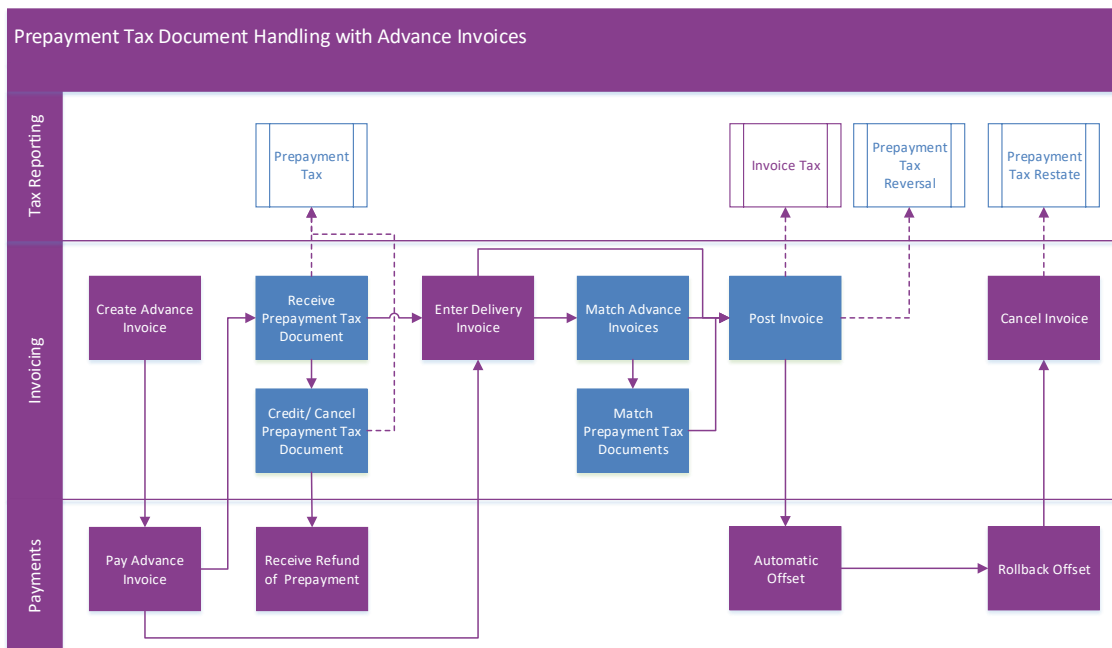 Prepayment Tax Document Handling with Advance Invoices
Tax Reporting
Prepayment
Tax
Invoice Tax
Prepayment
Tax
Reversal
Prepayment
Tax Restate
Invoicing
Create Advance
Invoice
Receive
Prepayment Tax
Document
Enter Delivery
Invoice
Match Advance
Invoices
Post Invoice
Cancel Invoice
Credit/ Cancel
Prepayment Tax
Document
Match
Prepayment Tax
Documents
Payments
Pay Advance
Invoice
Receive Refund
of Prepayment
Automatic
Offset
Rollback Offset